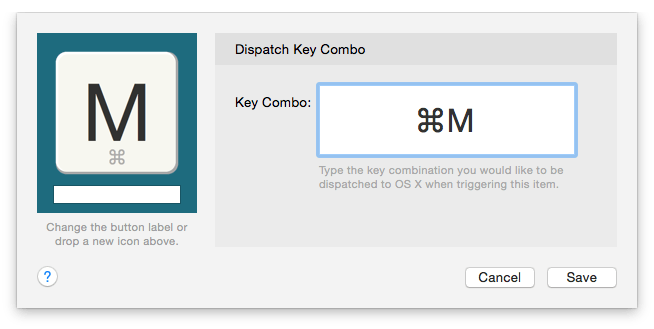 M
⌘
Change the button label or
drop a new icon above.
Dispatch Key Combo
Key Combo:
⌘M
Type the key combination you would like to be
dispatched to OS X when triggering this item.
?
Cancel
Save